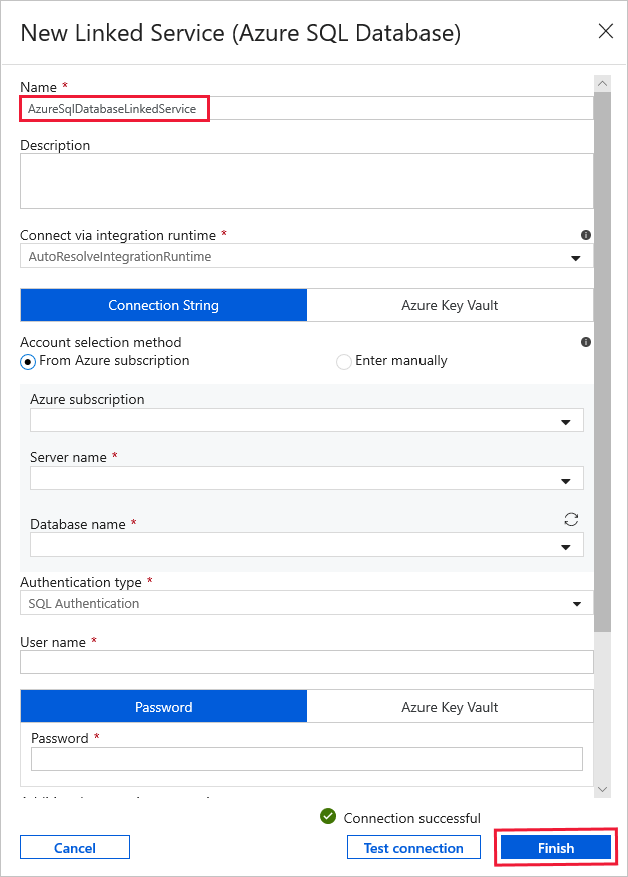 New Linked Service (Azure SQL Database)
Name *
AzureSqlDatabaseLinkedService
Description
Connect via integration runtime *
AutoResolveIntegrationRuntime
Connection String
Azure Key Vault
Account selection method
From Azure subscription
Enter manually
Azure subscription
Server name *
Database name *
Authentication type *
SQL Authentication
User name *
Password
Azure Key Vault
Password *
Connection successful
Cancel
Test connection
Finish